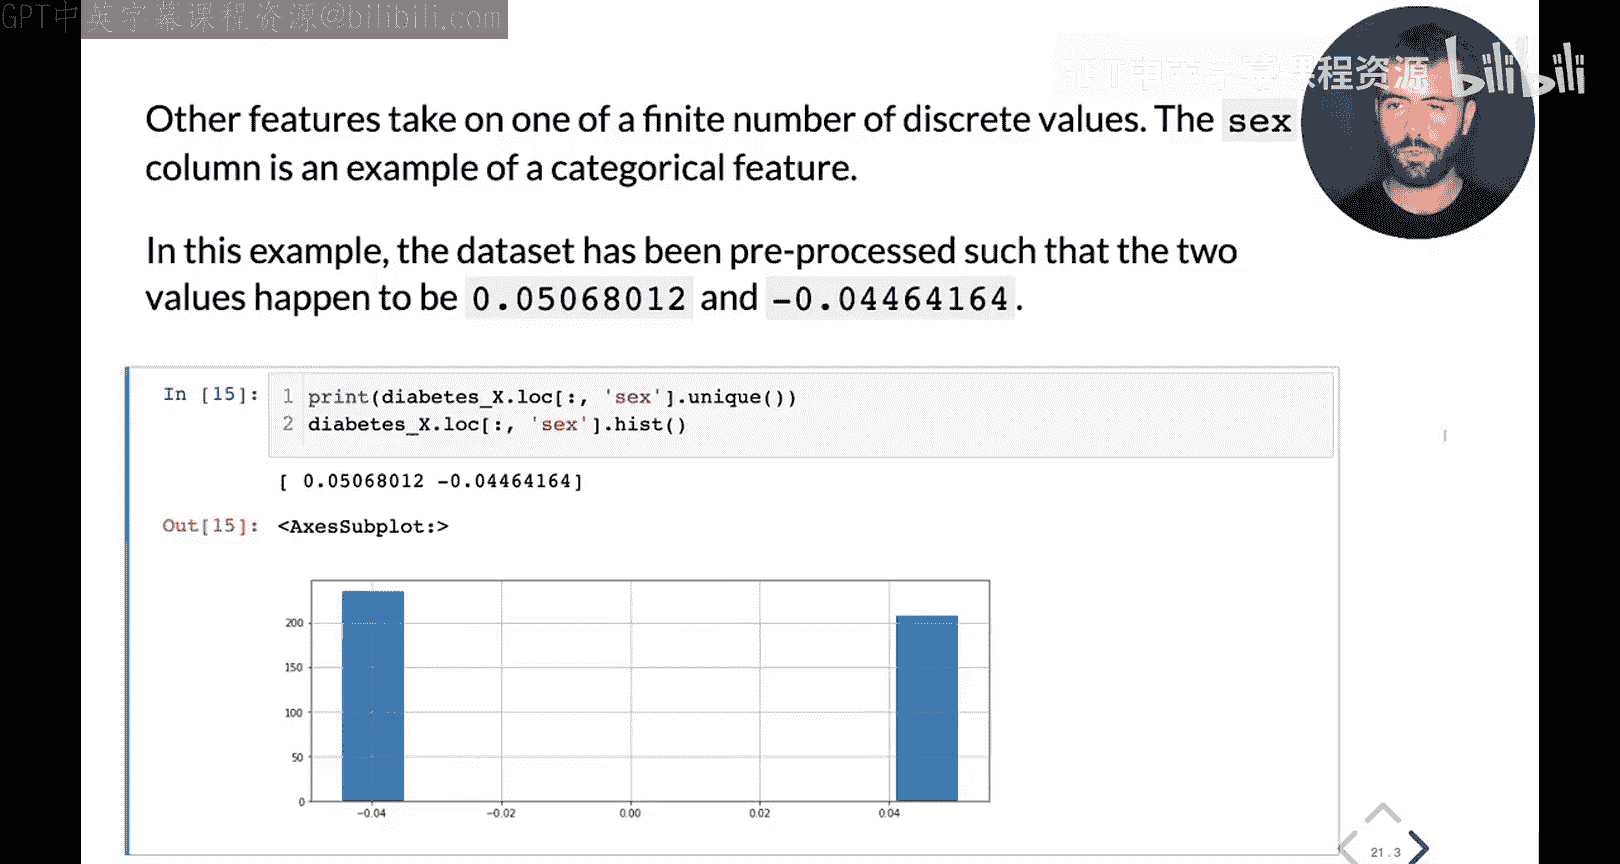 GPT中英字幕课程资源@bilibili.com
课程资源 bilibili
Other features take on one of a finite number of discrete values. The sex
column is an example of a categorical feature.
In this example, the dataset has been pre-processed such that the two
values happen to be 0.05068012 and -0.04464164.
In [15]:
1 print(diabetes_X.loc[:, 'sex'].unique())
2 diabetes_X.loc[:, 'sex'].hist()
[ 0.05068012 -0.04464164]
Out[15]: <AxesSubplot:>
200
150
100
50
0
−0.04 −0.02 0.00 0.02 0.04
21.3